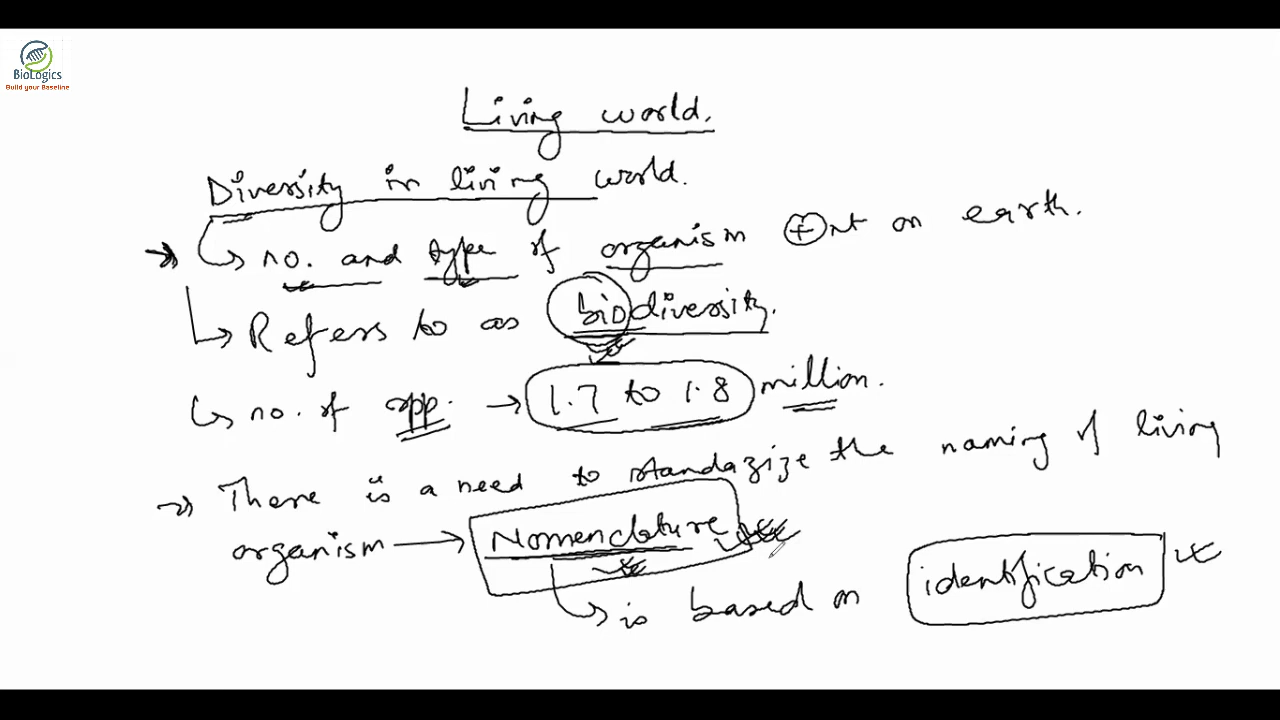 BioLogics
Build your Baseline
Living world.
Diversity in living world.
→ ↳ no. and type of organism ⊕nt on earth.
↳ Refers to as biodiversity.
↳ no. of spp. → 1.7 to 1.8 million.
→ There is a need to standazize the naming of living
organism → Nomenclature
↳ is based on identification